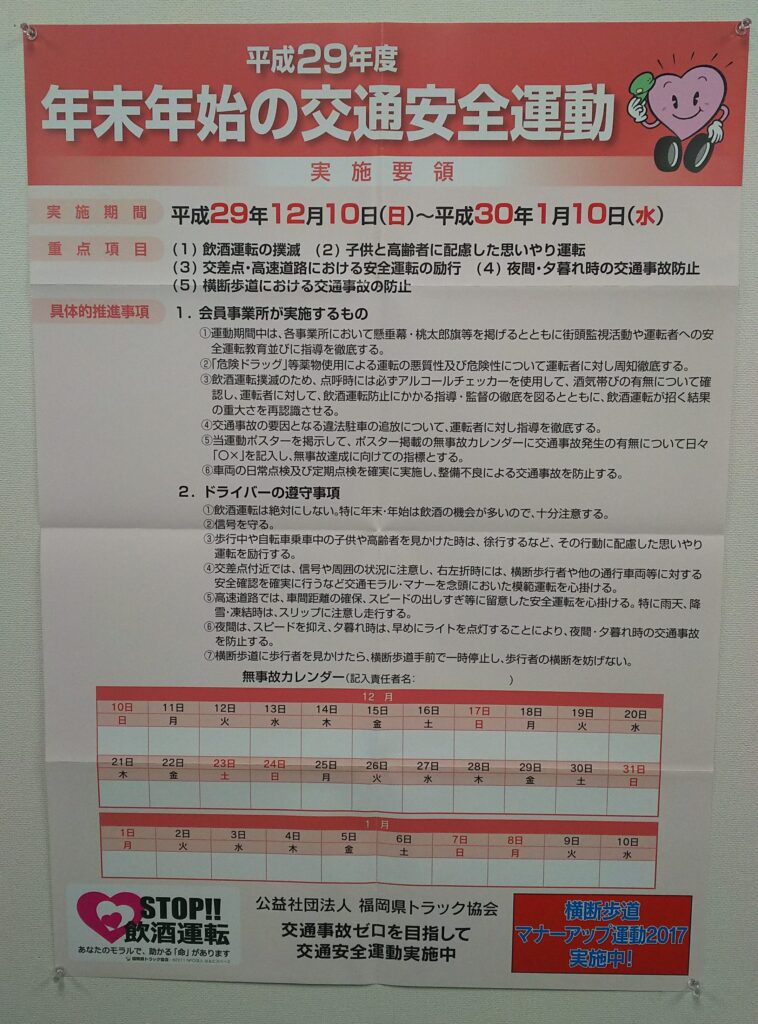 平成29年度
年末年始の交通安全運動
実施要領
実施期間 平成29年12月10日(日)～平成30年1月10日(水)
重点項目 (1) 飲酒運転の撲滅 (2) 子供と高齢者に配慮した思いやり運転
(3) 交差点・高速道路における安全運転の励行 (4) 夜間・夕暮れ時の交通事故防止
(5) 横断歩道における交通事故の防止
具体的推進事項 1. 会員事業所が実施するもの
①運動期間中は、各事業所において懸垂幕・桃太郎旗等を掲げるとともに街頭監視活動や運転者への安
全運転教育並びに指導を徹底する。
②「危険ドラッグ」等薬物使用による運転の悪質性及び危険性について運転者に対し周知徹底する。
③飲酒運転撲滅のため、点呼時には必ずアルコールチェッカーを使用して、酒気帯びの有無について確
認し、運転者に対して、飲酒運転防止にかかる指導・監督の徹底を図るとともに、飲酒運転が招く結果
の重大さを再認識させる。
④交通事故の要因となる違法駐車の追放について、運転者に対し指導を徹底する。
⑤当運動ポスターを掲示して、ポスター掲載の無事故カレンダーに交通事故発生の有無について日々
「○×」を記入し、無事故達成に向けての指標とする。
⑥車両の日常点検及び定期点検を確実に実施し、整備不良による交通事故を防止する。
2. ドライバーの遵守事項
①飲酒運転は絶対にしない。特に年末・年始は飲酒の機会が多いので、十分注意する。
②信号を守る。
③歩行中や自転車乗車中の子供や高齢者を見かけた時は、徐行するなど、その行動に配慮した思いやり
運転を励行する。
④交差点付近では、信号や周囲の状況に注意し、右左折時には、横断歩行者や他の通行車両等に対する
安全確認を確実に行うなど交通モラル・マナーを念頭においた模範運転を心掛ける。
⑤高速道路では、車間距離の確保、スピードの出しすぎ等に留意した安全運転を心掛ける。特に雨天、降
雪・凍結時は、スリップに注意し走行する。
⑥夜間は、スピードを抑え、夕暮れ時は、早めにライトを点灯することにより、夜間・夕暮れ時の交通事故
を防止する。
⑦横断歩道に歩行者を見かけたら、横断歩道手前で一時停止し、歩行者の横断を妨げない。
無事故カレンダー(記入責任者名: )
12 月
10日 11日 12日 13日 14日 15日 16日 17日 18日 19日 20日
日 月 火 水 木 金 土 日 月 火 水
21日 22日 23日 24日 25日 26日 27日 28日 29日 30日 31日
木 金 土 日 月 火 水 木 金 土 日
1 月
1日 2日 3日 4日 5日 6日 7日 8日 9日 10日
月 火 水 木 金 土 日 月 火 水
STOP!!
飲酒運転
あなたのモラルで、助かる「命」があります
公益社団法人 福岡県トラック協会
交通事故ゼロを目指して
交通安全運動実施中
横断歩道
マナーアップ運動2017
実施中!